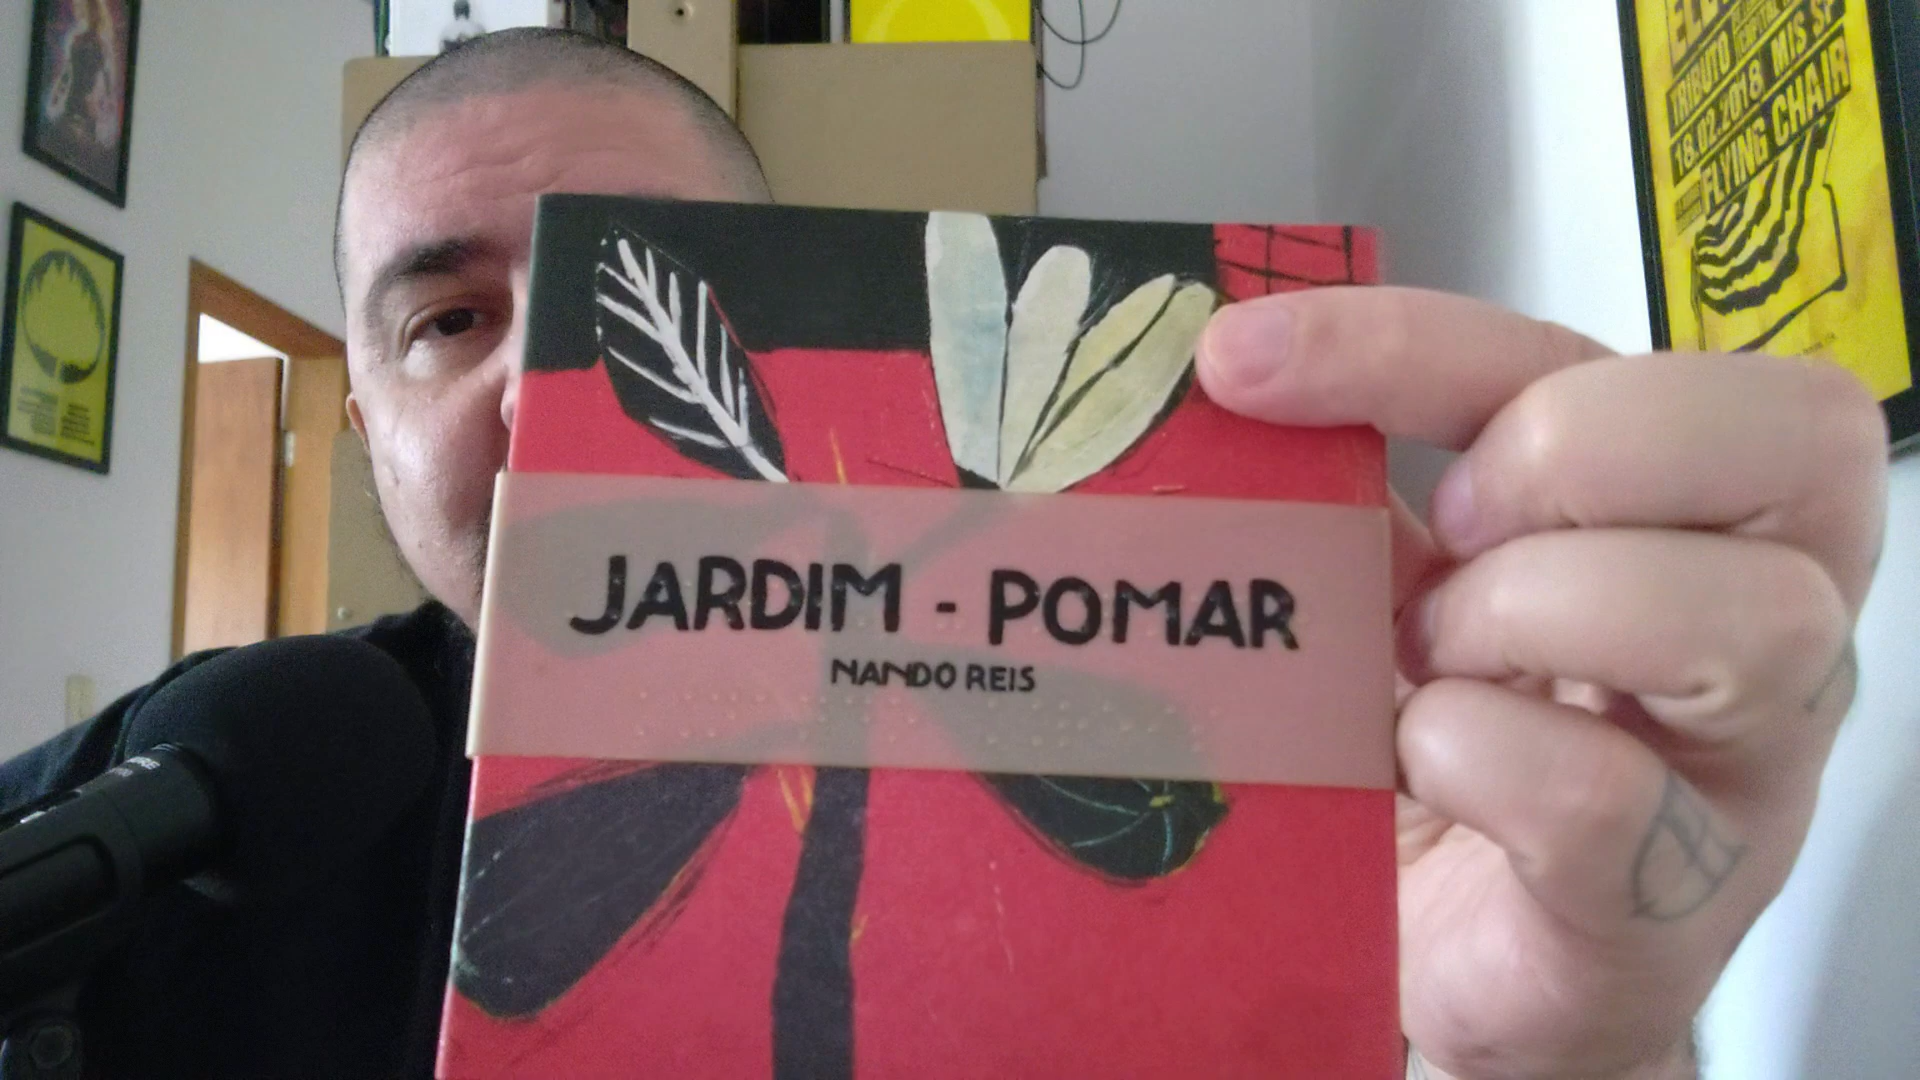 TRIBUTO
MIS SP
18.02.2018
FLYING CHAIR
JARDIM - POMAR
NANDO REIS